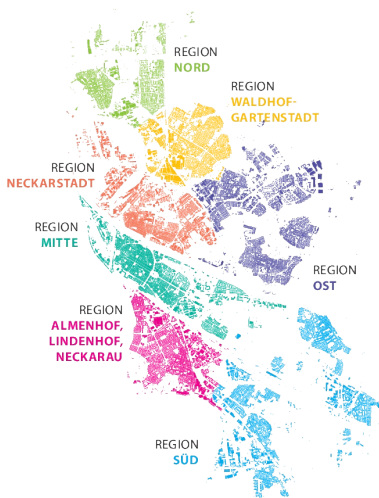 REGION
NORD
REGION
WALDHOF-
GARTENSTADT
REGION
NECKARSTADT
REGION
MITTE
REGION
OST
REGION
ALMENHOF,
LINDENHOF,
NECKARAU
REGION
SÜD